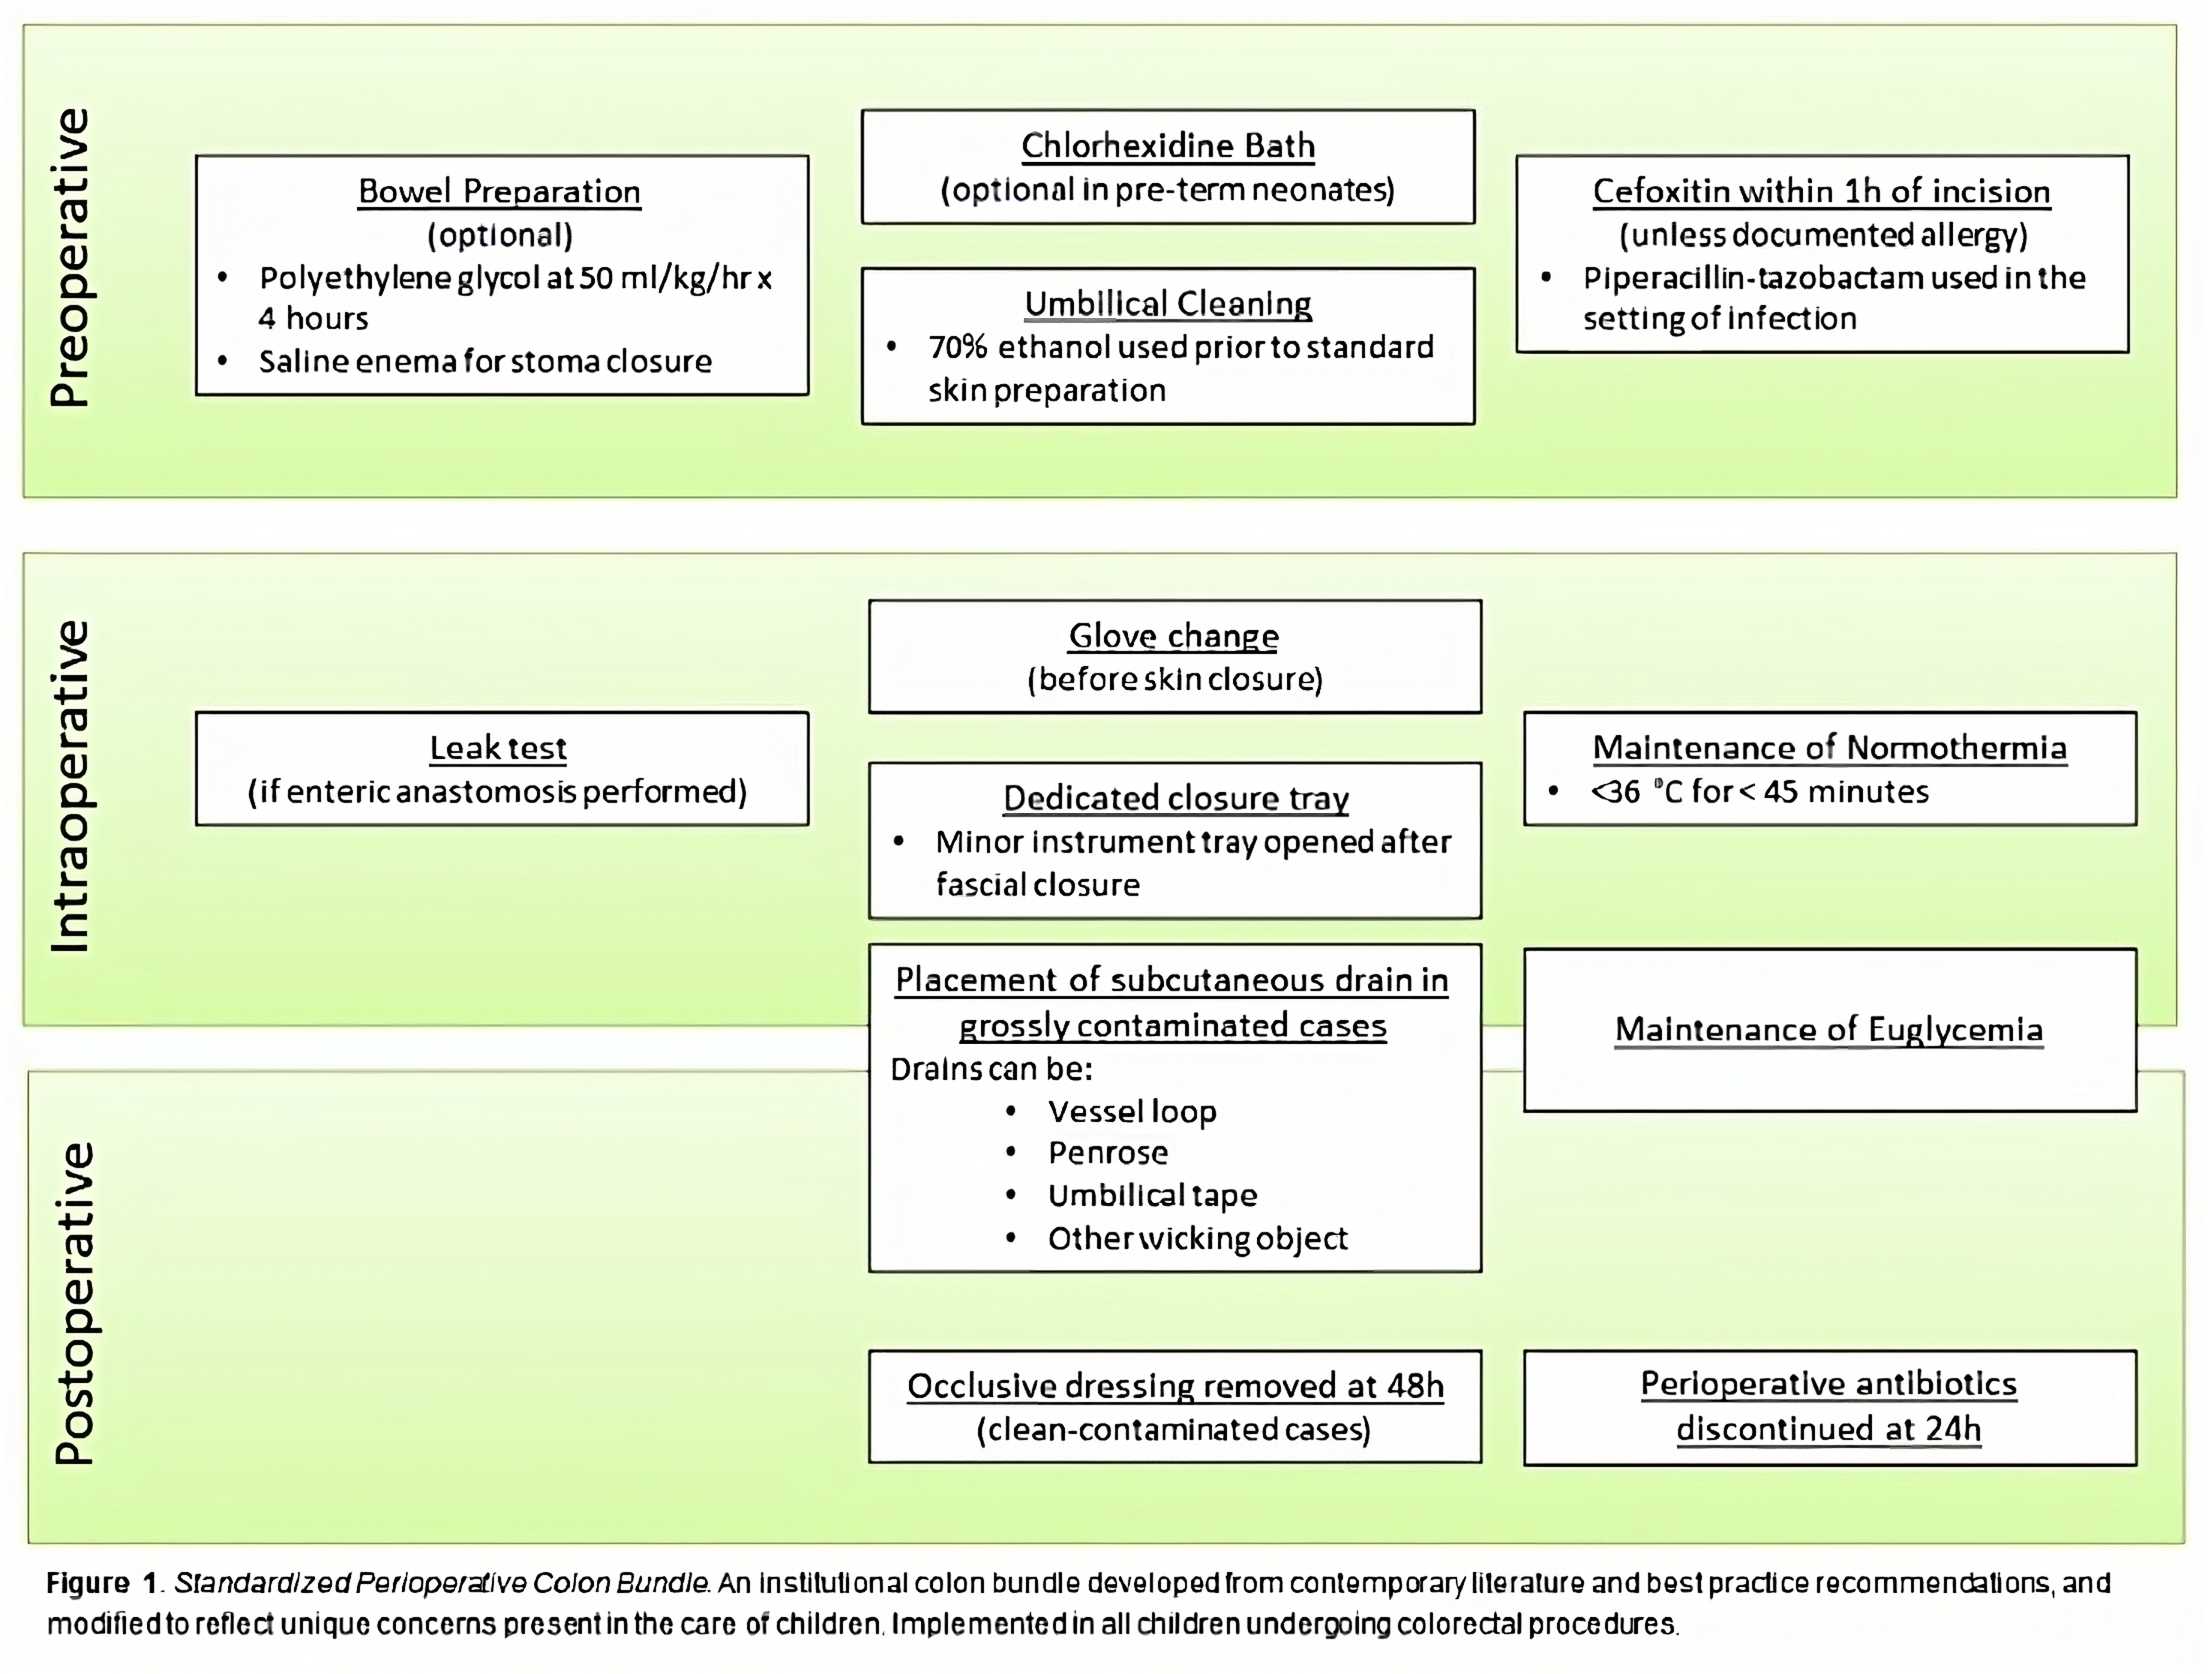 Preoperative
Bowel Preparation
(optional)
• Polyethylene glycol at 50 ml/kg/hr x
4 hours
• Saline enema for stoma closure
Chlorhexidine Bath
(optional in pre-term neonates)
Umbilical Cleaning
• 70% ethanol used prior to standard
skin preparation
Cefoxitin within 1h of incision
(unless documented allergy)
• Piperacillin-tazobactam used in the
setting of infection
Intraoperative
Leak test
(if enteric anastomosis performed)
Glove change
(before skin closure)
Dedicated closure tray
• Minor instrument tray opened after
fascial closure
Maintenance of Normothermia
• <36 °C for < 45 minutes
Placement of subcutaneous drain in
grossly contaminated cases
Drains can be:
• Vessel loop
• Penrose
• Umbilical tape
• Other wicking object
Maintenance of Euglycemia
Postoperative
Occlusive dressing removed at 48h
(clean-contaminated cases)
Perioperative antibiotics
discontinued at 24h
Figure 1. Standardized Perioperative Colon Bundle. An institutional colon bundle developed from contemporary literature and best practice recommendations, and
modified to reflect unique concerns present in the care of children. Implemented in all children undergoing colorectal procedures.